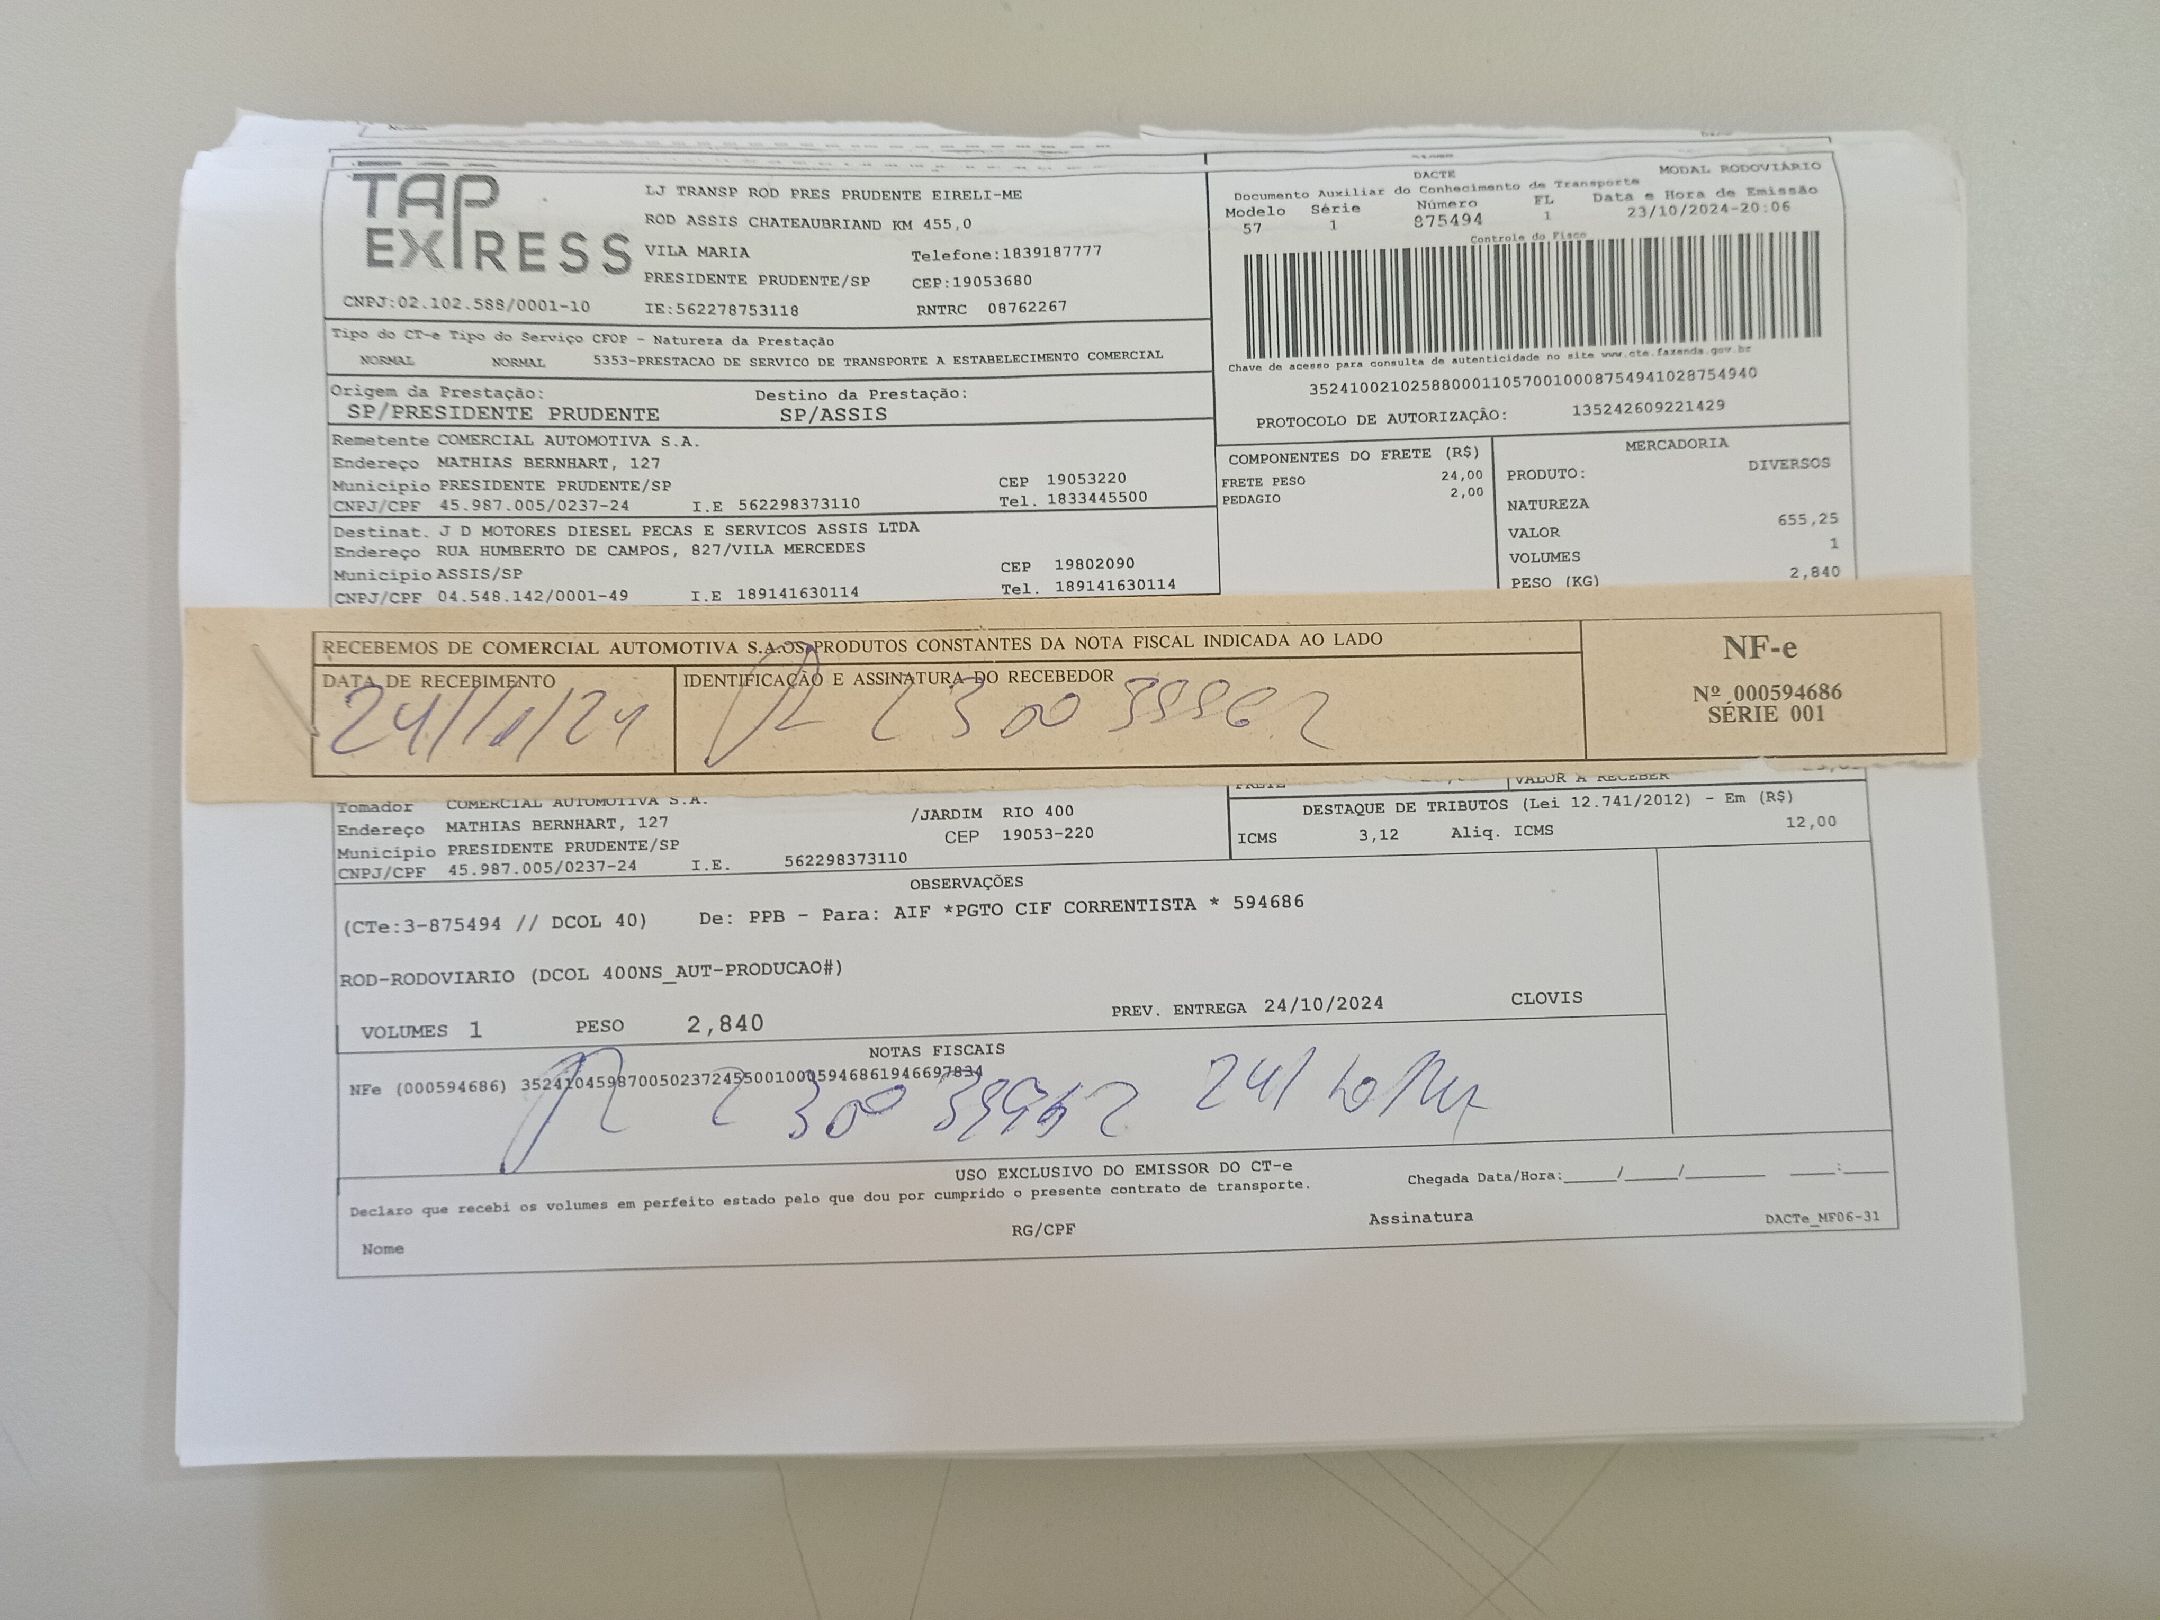 TAP EXPRESS
LJ TRANSP ROD PRES PRUDENTE EIRELI-ME
ROD ASSIS CHATEAUBRIAND KM 455,0
VILA MARIA Telefone:1839187777
PRESIDENTE PRUDENTE/SP CEP:19053680
CNPJ:02.102.588/0001-10 IE:562278753118 RNTRC 08762267
DACTE MODAL RODOVIÁRIO
Documento Auxiliar do Conhecimento de Transporte
Modelo Série Número FL Data e Hora de Emissão
57 1 875494 1 23/10/2024-20:06
Controle do Fisco
Chave de acesso para consulta de autenticidade no site www.cte.fazenda.gov.br
35241002102588000110570010008754941028754940
PROTOCOLO DE AUTORIZAÇÃO: 135242609221429
Tipo do CT-e Tipo do Serviço CFOP - Natureza da Prestação
NORMAL NORMAL 5353-PRESTACAO DE SERVICO DE TRANSPORTE A ESTABELECIMENTO COMERCIAL
Origem da Prestação: Destino da Prestação:
SP/PRESIDENTE PRUDENTE SP/ASSIS
Remetente COMERCIAL AUTOMOTIVA S.A.
Endereço MATHIAS BERNHART, 127
Município PRESIDENTE PRUDENTE/SP CEP 19053220
CNPJ/CPF 45.987.005/0237-24 I.E 562298373110 Tel. 1833445500
Destinat. J D MOTORES DIESEL PECAS E SERVICOS ASSIS LTDA
Endereço RUA HUMBERTO DE CAMPOS, 827/VILA MERCEDES
Município ASSIS/SP CEP 19802090
CNPJ/CPF 04.548.142/0001-49 I.E 189141630114 Tel. 189141630114
COMPONENTES DO FRETE (R$)
FRETE PESO 24,00
PEDAGIO 2,00
MERCADORIA
PRODUTO: DIVERSOS
NATUREZA
VALOR 655,25
VOLUMES 1
PESO (KG) 2,840
RECEBEMOS DE COMERCIAL AUTOMOTIVA S.A. OS PRODUTOS CONSTANTES DA NOTA FISCAL INDICADA AO LADO
DATA DE RECEBIMENTO IDENTIFICAÇÃO E ASSINATURA DO RECEBEDOR
24/10/24
NF-e
Nº 000594686
SÉRIE 001
FRETE VALOR A RECEBER
Tomador COMERCIAL AUTOMOTIVA S.A.
Endereço MATHIAS BERNHART, 127 /JARDIM RIO 400
Município PRESIDENTE PRUDENTE/SP CEP 19053-220
CNPJ/CPF 45.987.005/0237-24 I.E. 562298373110
DESTAQUE DE TRIBUTOS (Lei 12.741/2012) - Em (R$)
ICMS 3,12 Aliq. ICMS 12,00
OBSERVAÇÕES
(CTe:3-875494 // DCOL 40) De: PPB - Para: AIF *PGTO CIF CORRENTISTA * 594686
ROD-RODOVIARIO (DCOL 400NS_AUT-PRODUCAO#)
VOLUMES 1 PESO 2,840 PREV. ENTREGA 24/10/2024 CLOVIS
NOTAS FISCAIS
NFe (000594686) 35241045987005023724550010005946861946697834
USO EXCLUSIVO DO EMISSOR DO CT-e
Declaro que recebi os volumes em perfeito estado pelo que dou por cumprido o presente contrato de transporte.
Chegada Data/Hora:_____/_____/_______ ____:____
Nome RG/CPF Assinatura DACTe_MF06-31